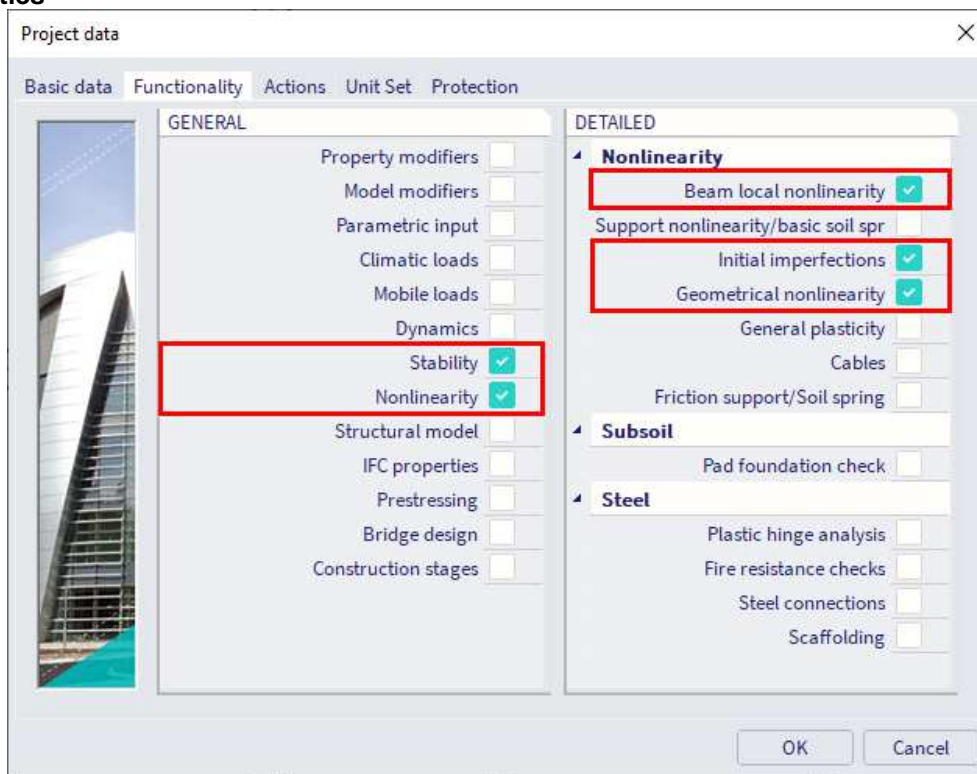 Project data
Basic data Functionality Actions Unit Set Protection
GENERAL
Property modifiers
Model modifiers
Parametric input
Climatic loads
Mobile loads
Dynamics
Stability
Nonlinearity
Structural model
IFC properties
Prestressing
Bridge design
Construction stages
DETAILED
Nonlinearity
Beam local nonlinearity
Support nonlinearity/basic soil spr
Initial imperfections
Geometrical nonlinearity
General plasticity
Cables
Friction support/Soil spring
Subsoil
Pad foundation check
Steel
Plastic hinge analysis
Fire resistance checks
Steel connections
Scaffolding
OK Cancel